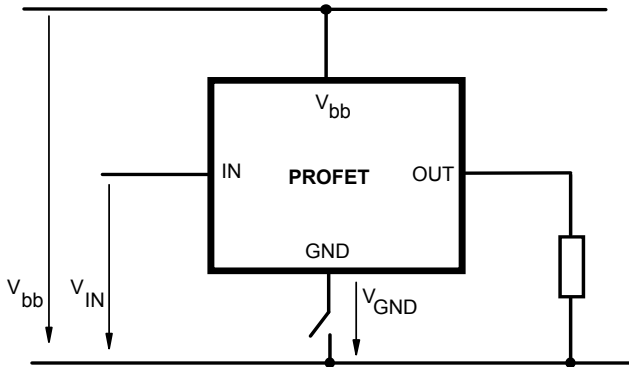 V_bb
IN
PROFET
OUT
GND
V_bb
V_IN
V_GND